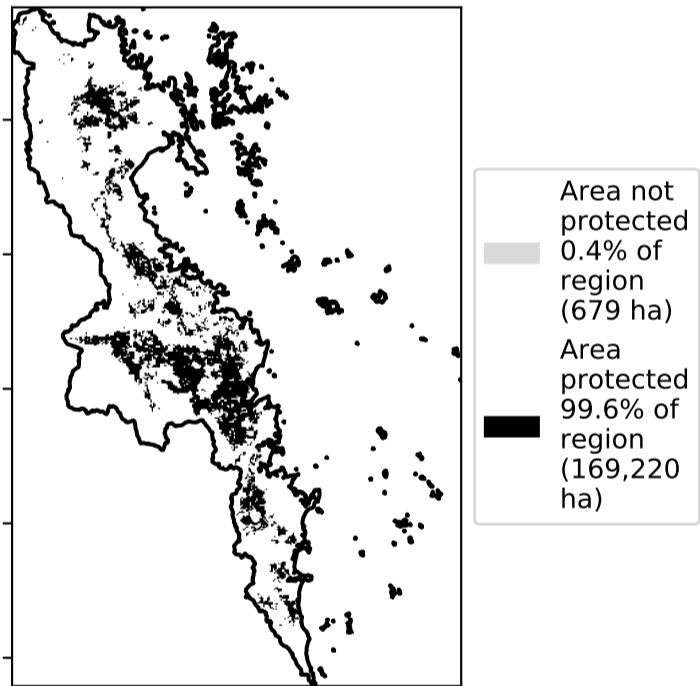 Area not
protected
0.4% of
region
(679 ha)
Area
protected
99.6% of
region
(169,220
ha)